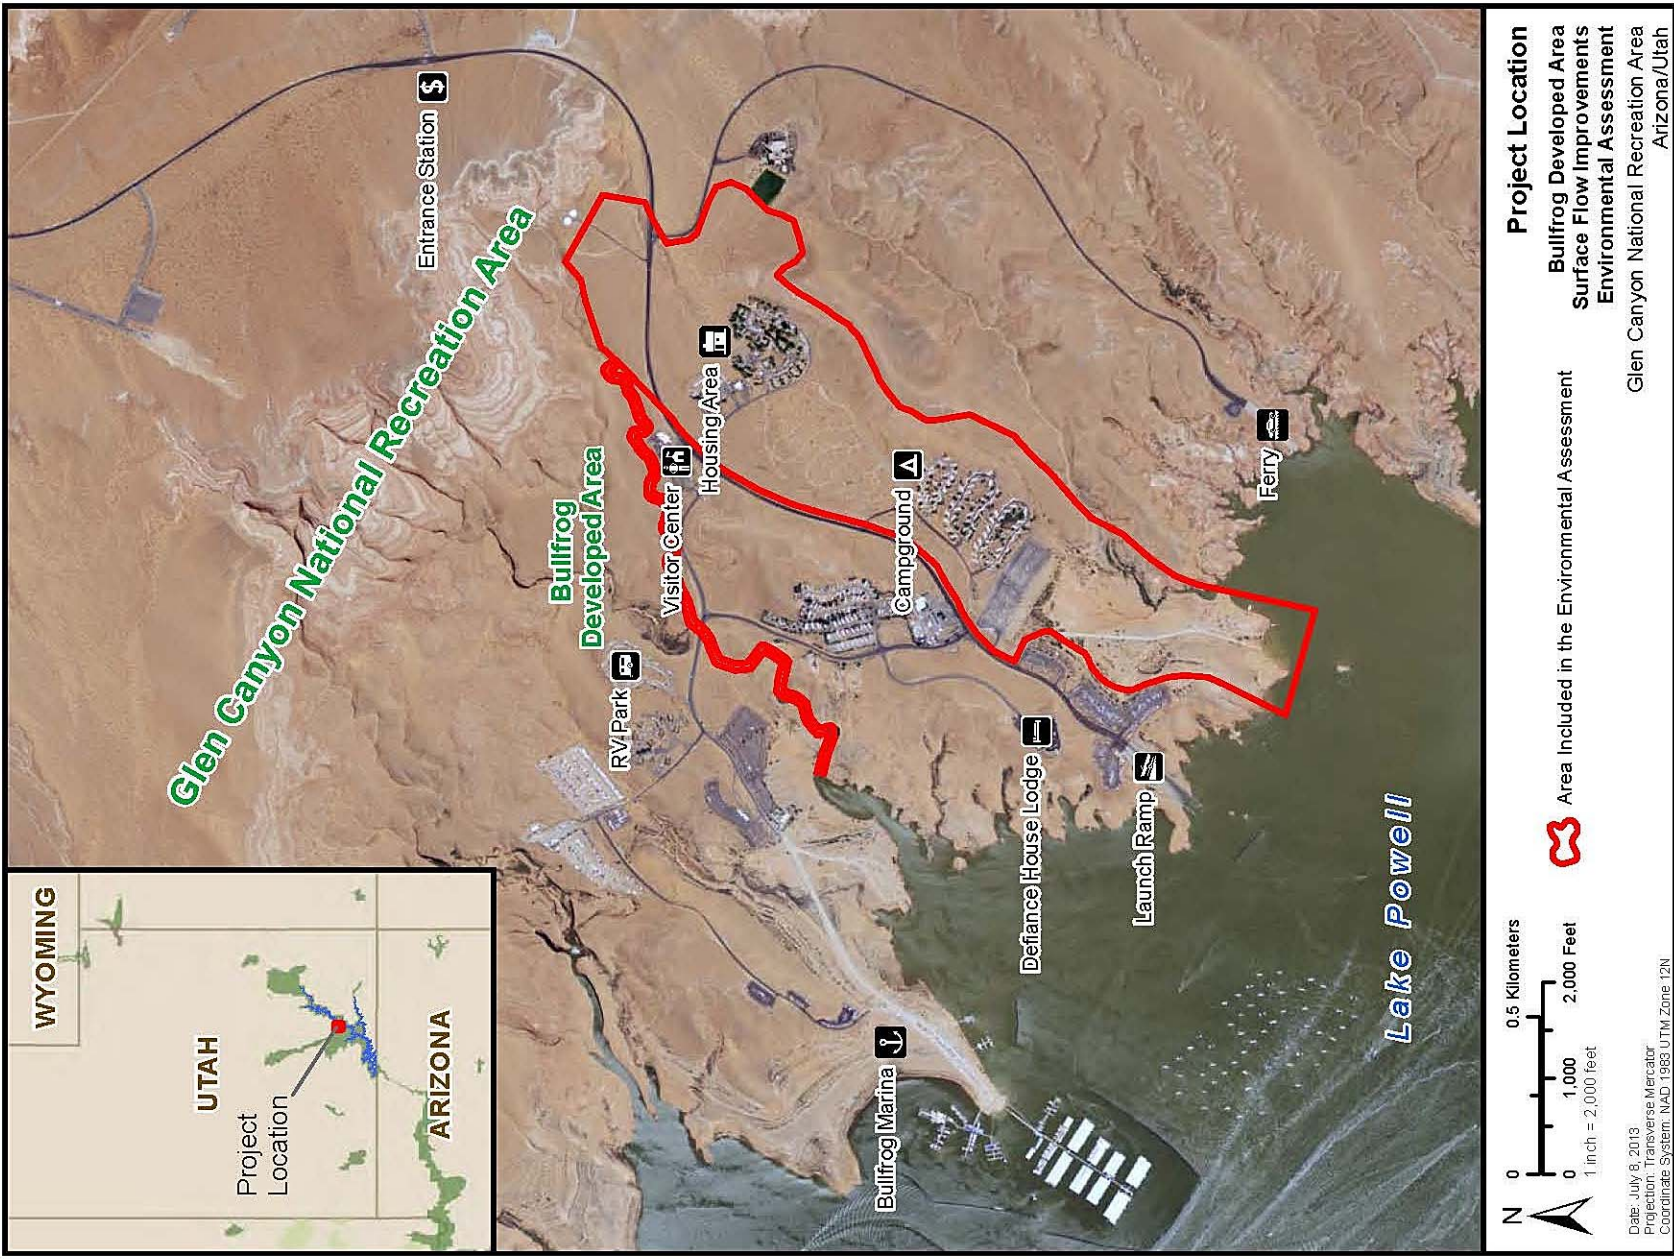 WYOMING
UTAH
ARIZONA
Project
Location
Glen Canyon National Recreation Area
Entrance Station
$
Bullfrog
Developed Area
RV Park
Visitor Center
Housing Area
Campground
Bullfrog Marina
Defiance House Lodge
Launch Ramp
Ferry
Lake Powell
N
0 0.5 Kilometers
0 1,000 2,000 Feet
1 inch = 2,000 feet
Date: July 8, 2013
Projection: Transverse Mercator
Coordinate System: NAD 1983 UTM Zone 12N
Area Included in the Environmental Assessment
Project Location
Bullfrog Developed Area
Surface Flow Improvements
Environmental Assessment
Glen Canyon National Recreation Area
Arizona/Utah